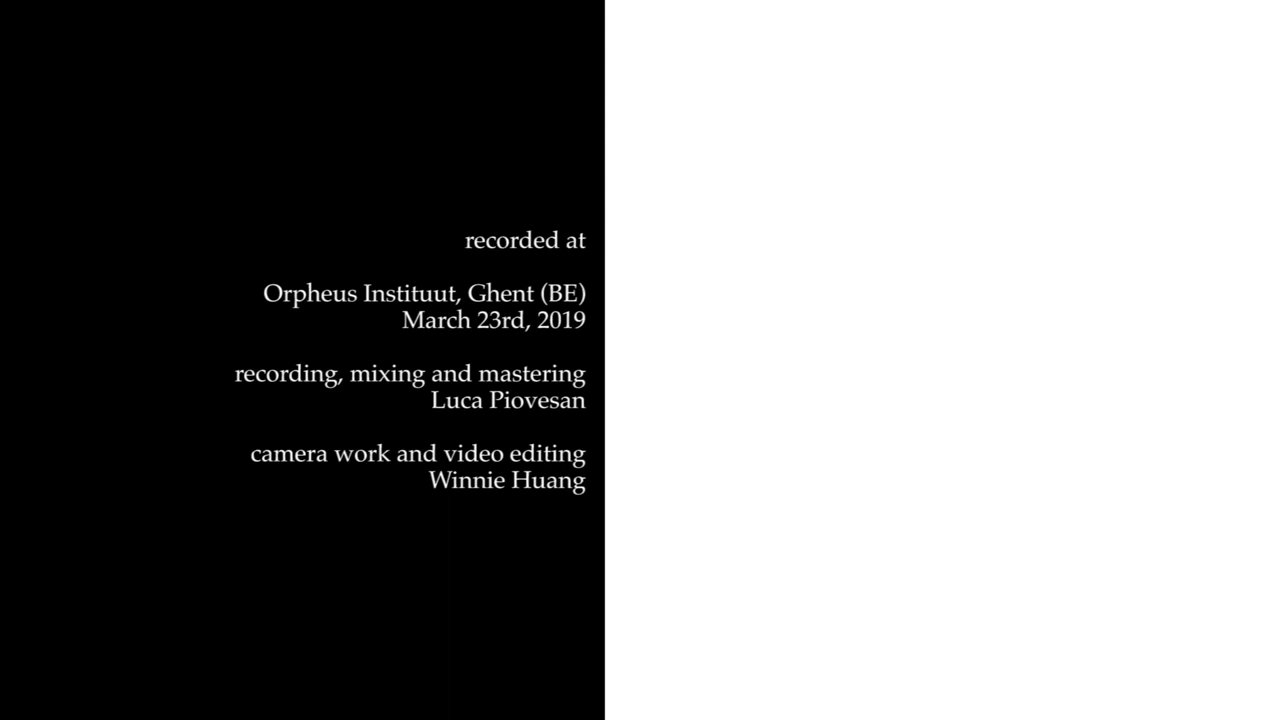 recorded at
Orpheus Instituut, Ghent (BE)
March 23rd, 2019
recording, mixing and mastering
Luca Piovesan
camera work and video editing
Winnie Huang